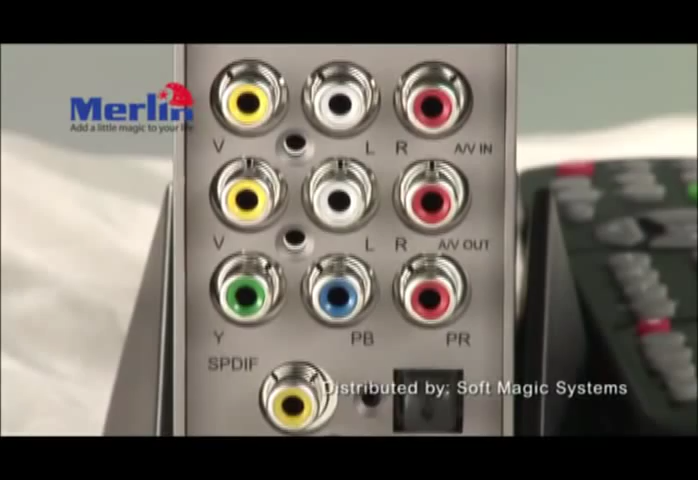 Merlin
Add a little magic to your life
V L R A/V IN
V L R A/V OUT
Y PB PR
SPDIF
Distributed by; Soft Magic Systems